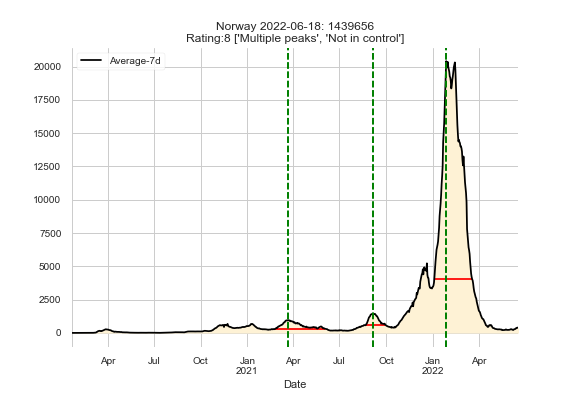 Norway 2022-06-18: 1439656
Rating:8 ['Multiple peaks', 'Not in control']
Average-7d
20000
17500
15000
12500
10000
7500
5000
2500
0
Apr Jul Oct Jan Apr Jul Oct Jan Apr
2021 2022
Date